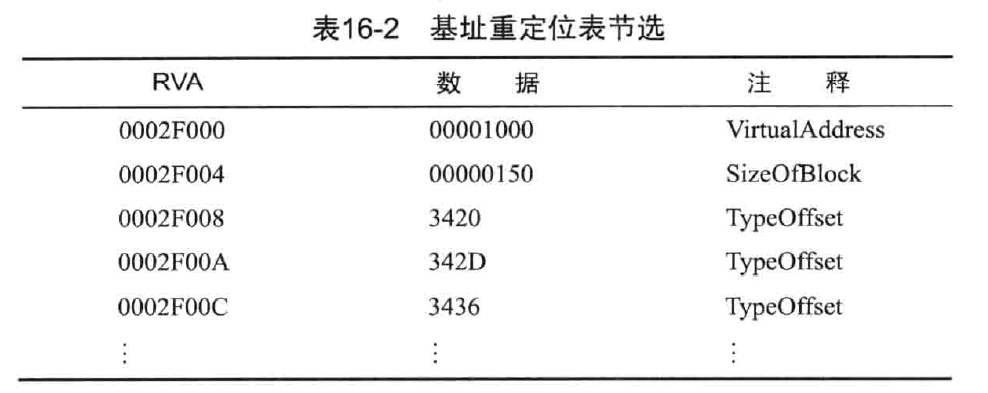 表16-2 基址重定位表节选
RVA 数 据 注 释
0002F000 00001000 VirtualAddress
0002F004 00000150 SizeOfBlock
0002F008 3420 TypeOffset
0002F00A 342D TypeOffset
0002F00C 3436 TypeOffset
⋮ ⋮ ⋮